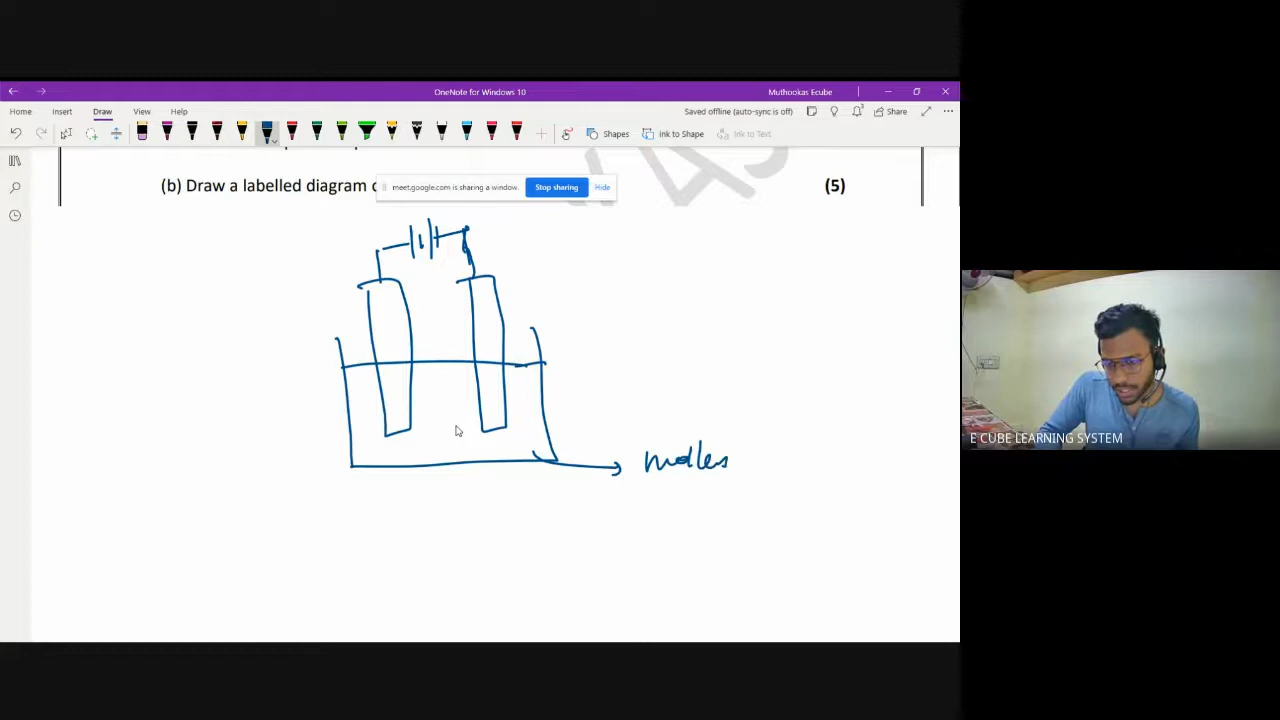 OneNote for Windows 10
Muthookas Ecube
Home Insert Draw View Help
Saved offline (auto-sync is off)
Share
Shapes
Ink to Shape
Ink to Text
(b) Draw a labelled diagram
(5)
meet.google.com is sharing a window.
Stop sharing
Hide
E CUBE LEARNING SYSTEM